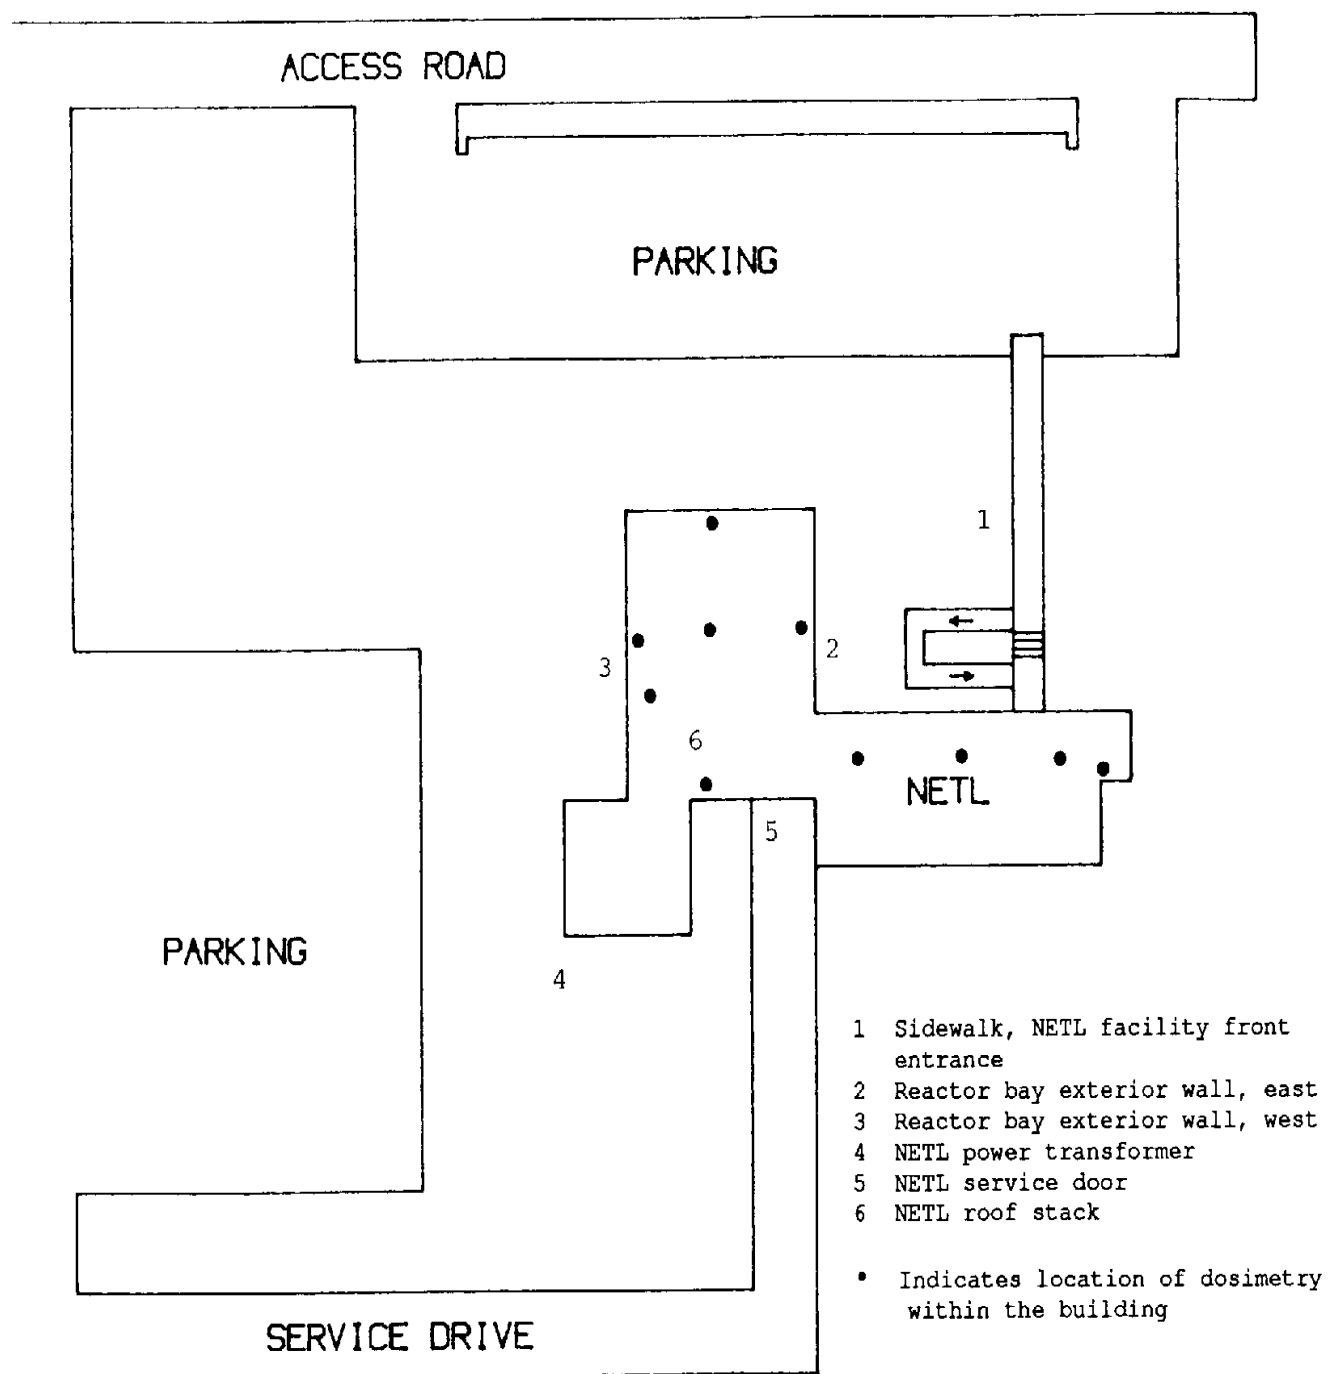 ACCESS ROAD
PARKING
1
2
3
6
NETL
5
PARKING
4
1 Sidewalk, NETL facility front
entrance
2 Reactor bay exterior wall, east
3 Reactor bay exterior wall, west
4 NETL power transformer
5 NETL service door
6 NETL roof stack
• Indicates location of dosimetry
within the building
SERVICE DRIVE